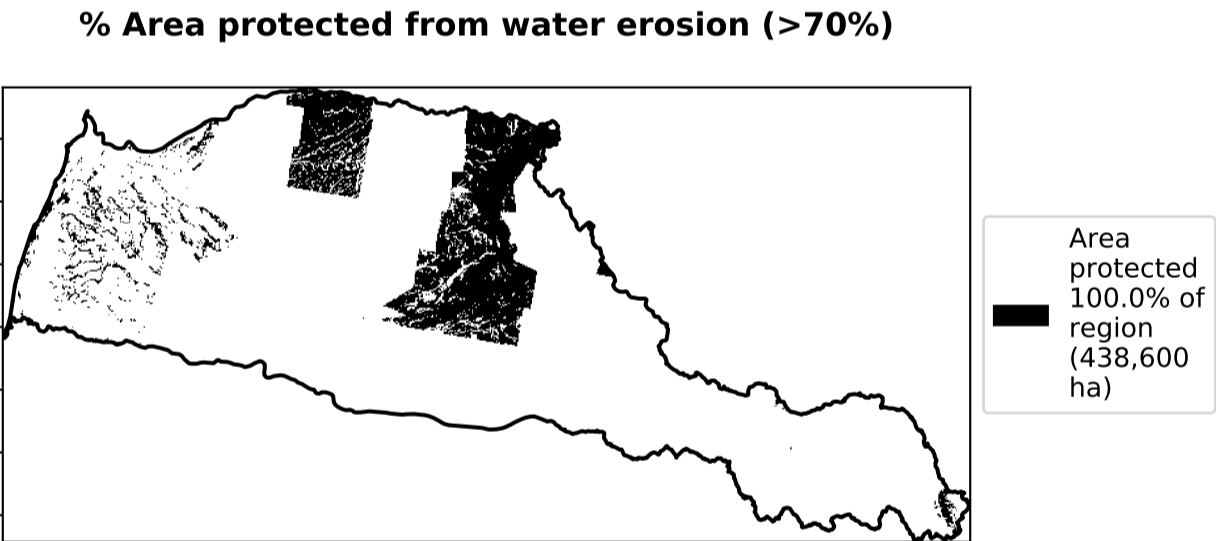 % Area protected from water erosion (>70%)
Area
protected
100.0% of
region
(438,600
ha)